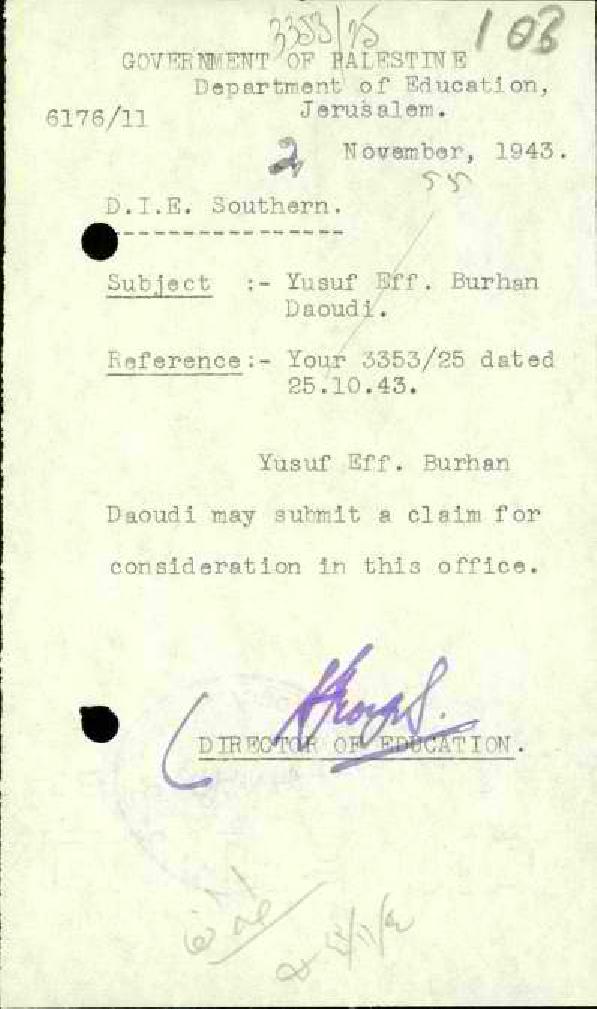 3353/25
103
GOVERNMENT OF PALESTINE
Department of Education,
Jerusalem.
6176/11
2 November, 1943.
55
D.I.E. Southern.
----------------
Subject :- Yusuf Eff. Burhan
Daoudi.
Reference:- Your 3353/25 dated
25.10.43.
Yusuf Eff. Burhan
Daoudi may submit a claim for
consideration in this office.
DIRECTOR OF EDUCATION.